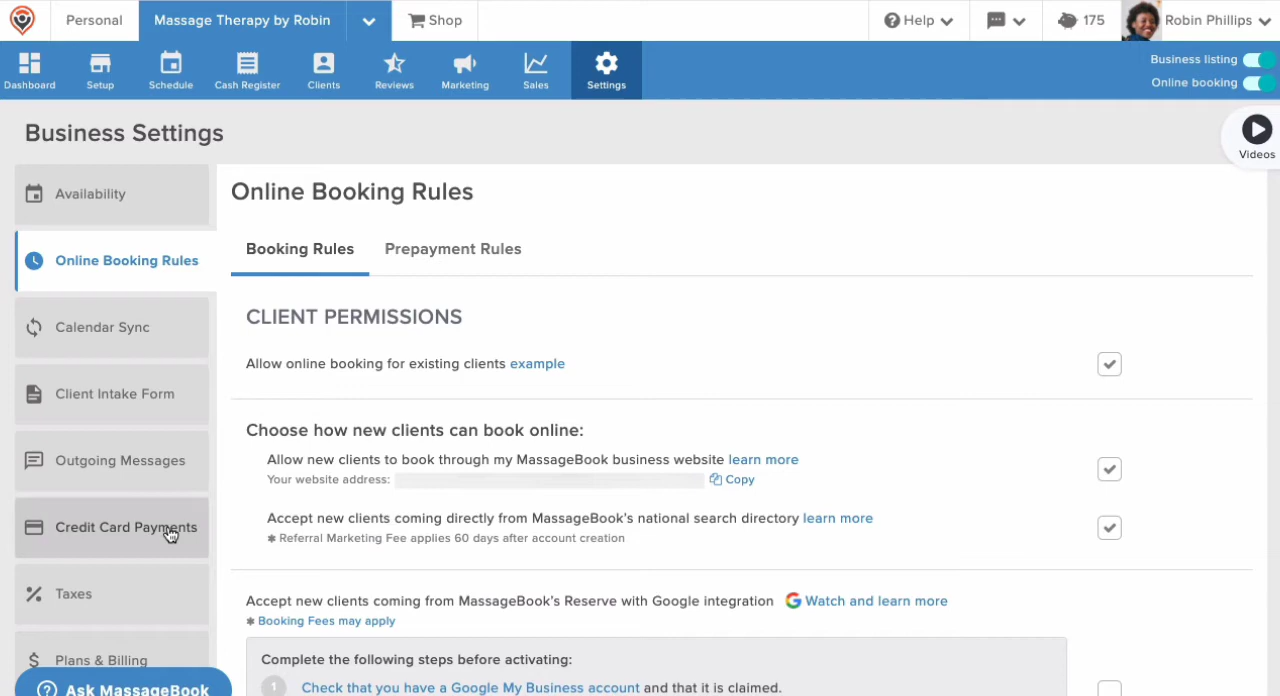 Personal
Massage Therapy by Robin
Shop
Help
175
Robin Phillips
Dashboard
Setup
Schedule
Cash Register
Clients
Reviews
Marketing
Sales
Settings
Business listing
Online booking
Business Settings
Videos
Availability
Online Booking Rules
Calendar Sync
Client Intake Form
Outgoing Messages
Credit Card Payments
Taxes
Plans & Billing
Ask MassageBook
Online Booking Rules
Booking Rules
Prepayment Rules
CLIENT PERMISSIONS
Allow online booking for existing clients example
Choose how new clients can book online:
Allow new clients to book through my MassageBook business website learn more
Your website address:
Copy
Accept new clients coming directly from MassageBook's national search directory learn more
✱ Referral Marketing Fee applies 60 days after account creation
Accept new clients coming from MassageBook's Reserve with Google integration
Watch and learn more
✱ Booking Fees may apply
Complete the following steps before activating:
1 Check that you have a Google My Business account and that it is claimed.